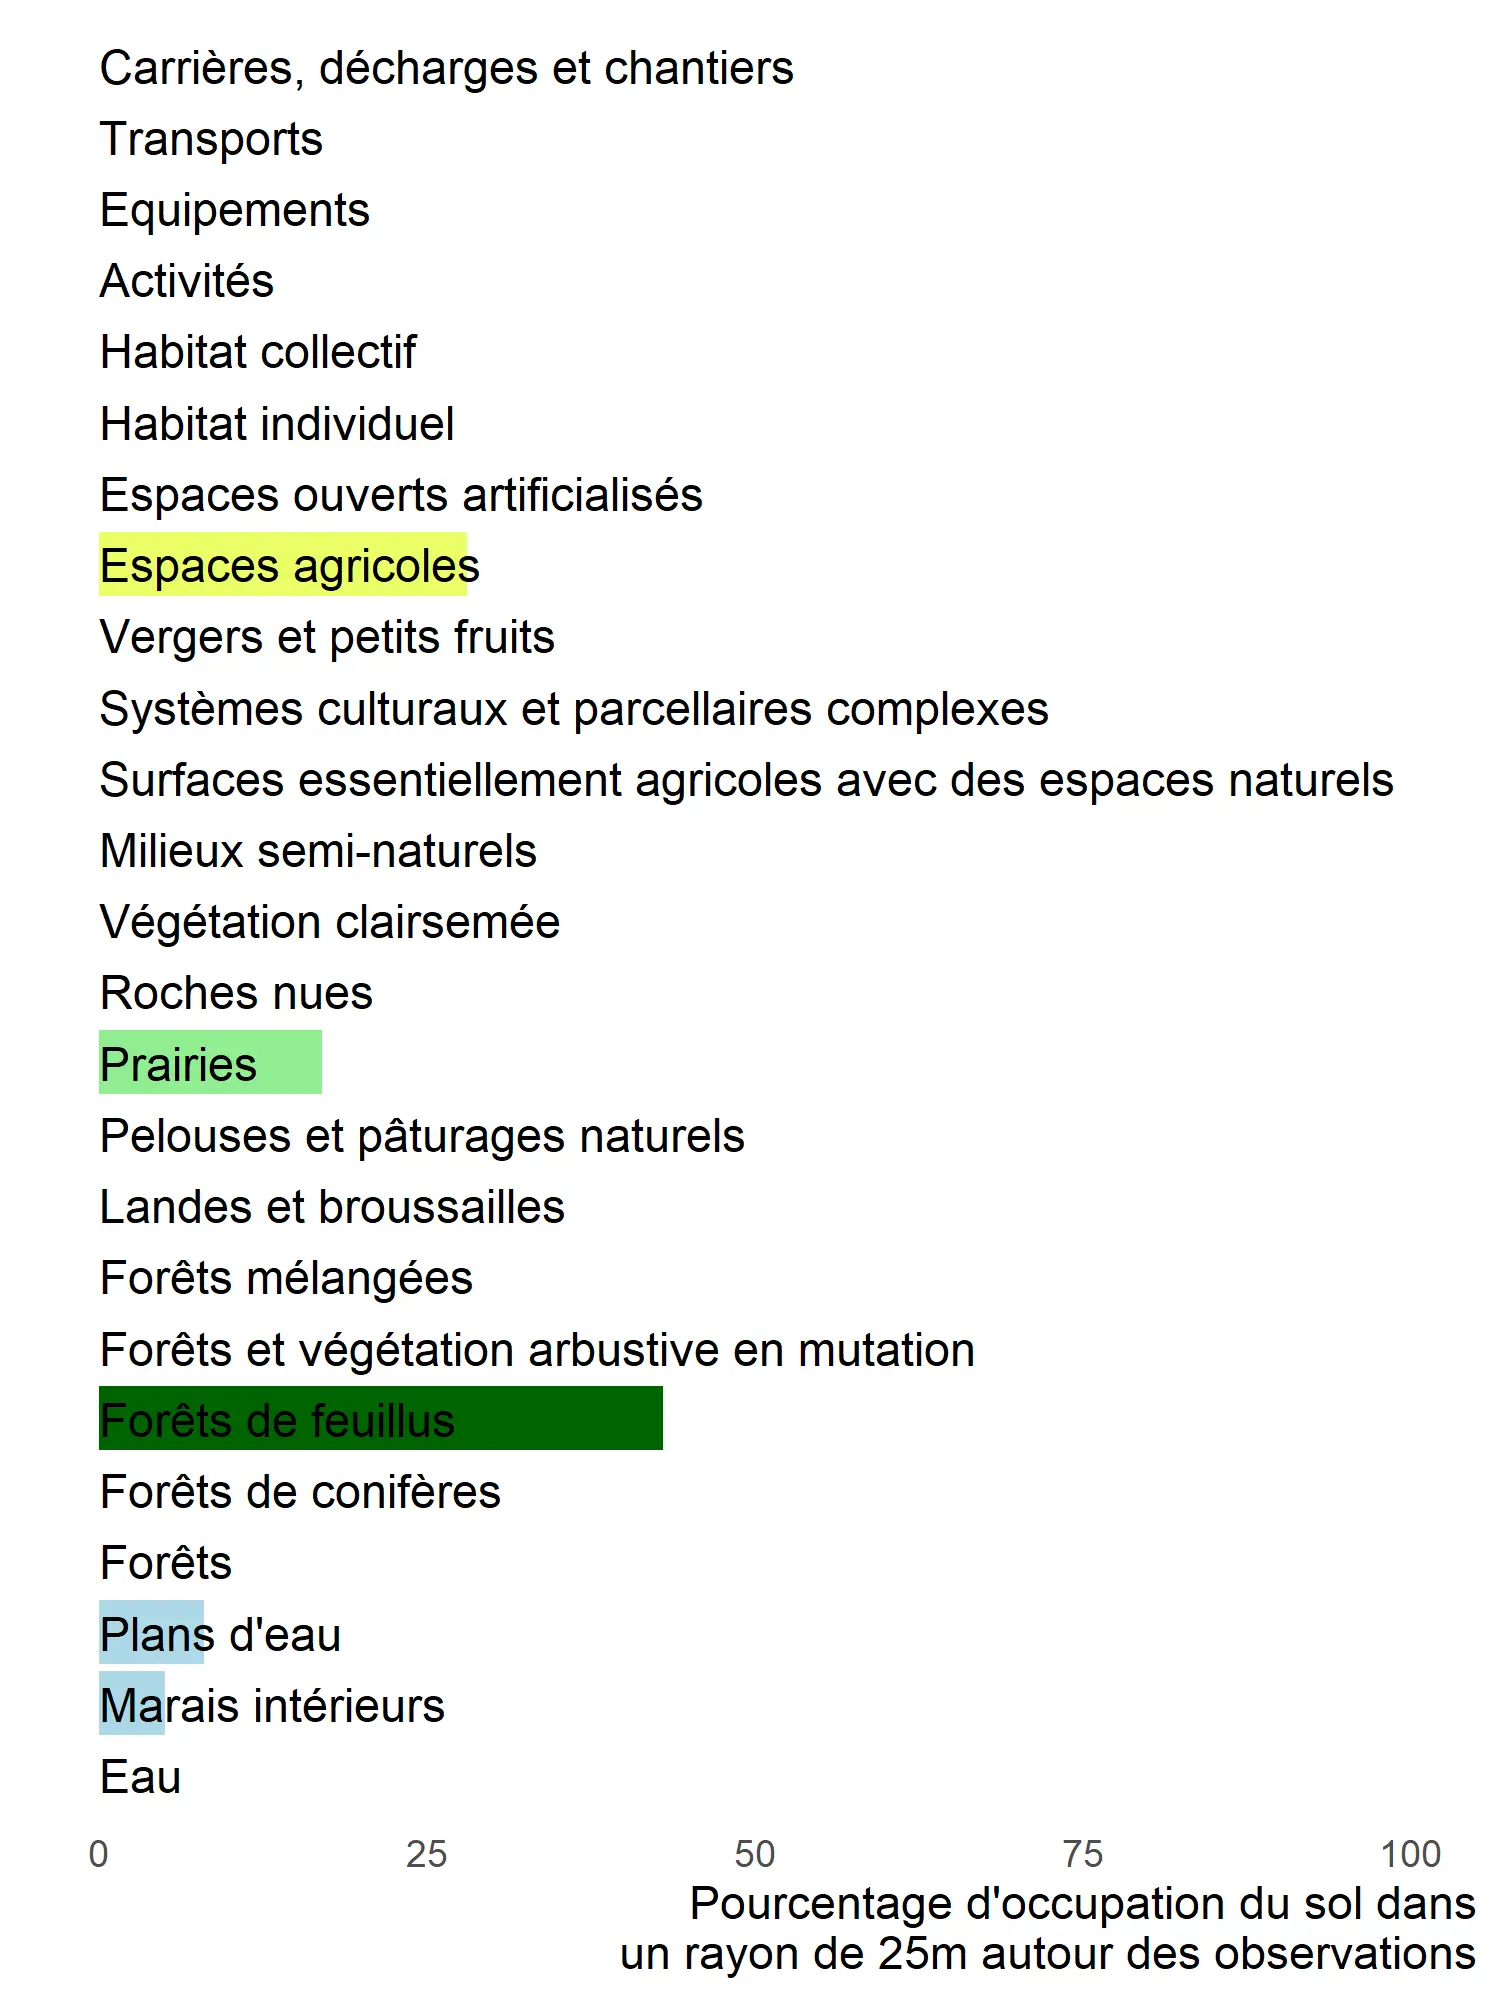 Carrières, décharges et chantiers
Transports
Equipements
Activités
Habitat collectif
Habitat individuel
Espaces ouverts artificialisés
Espaces agricoles
Vergers et petits fruits
Systèmes culturaux et parcellaires complexes
Surfaces essentiellement agricoles avec des espaces naturels
Milieux semi-naturels
Végétation clairsemée
Roches nues
Prairies
Pelouses et pâturages naturels
Landes et broussailles
Forêts mélangées
Forêts et végétation arbustive en mutation
Forêts de feuillus
Forêts de conifères
Forêts
Plans d'eau
Marais intérieurs
Eau
0 25 50 75 100
Pourcentage d'occupation du sol dans
un rayon de 25m autour des observations